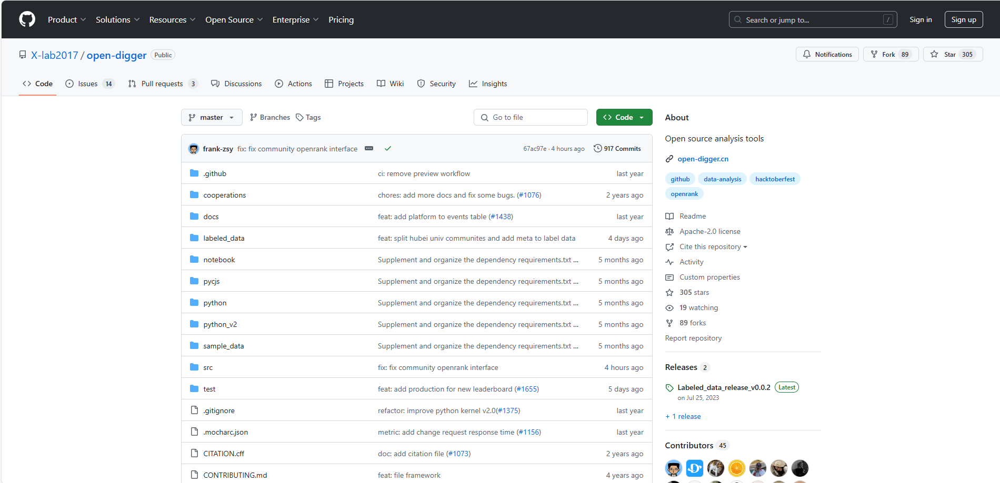 Product Solutions Resources Open Source Enterprise Pricing Search or jump to... / Sign in Sign up
X-lab2017 / open-digger Public Notifications Fork 89 Star 305
Code Issues 14 Pull requests 3 Discussions Actions Projects Wiki Security Insights
master Branches Tags Go to file Code
frank-zsy fix: fix community openrank interface 67ac97e · 4 hours ago 917 Commits
.github ci: remove preview workflow last year
cooperations chores: add more docs and fix some bugs. (#1076) 2 years ago
docs feat: add platform to events table (#1438) last year
labeled_data feat: split hubei univ communites and add meta to label data 4 days ago
notebook Supplement and organize the dependency requirements.txt ... 5 months ago
pycjs Supplement and organize the dependency requirements.txt ... 5 months ago
python Supplement and organize the dependency requirements.txt ... 5 months ago
python_v2 Supplement and organize the dependency requirements.txt ... 5 months ago
sample_data Supplement and organize the dependency requirements.txt ... 5 months ago
src fix: fix community openrank interface 4 hours ago
test feat: add production for new leaderboard (#1655) 5 days ago
.gitignore refactor: improve python kernel v2.0(#1375) last year
.mocharc.json metric: add change request response time (#1156) last year
CITATION.cff doc: add citation file (#1073) 2 years ago
CONTRIBUTING.md feat: file framework 4 years ago
About
Open source analysis tools
open-digger.cn
github data-analysis hacktoberfest
openrank
Readme
Apache-2.0 license
Cite this repository
Activity
Custom properties
305 stars
19 watching
89 forks
Report repository
Releases 2
Labeled_data_release_v0.0.2 Latest
on Jul 25, 2023
+ 1 release
Contributors 45